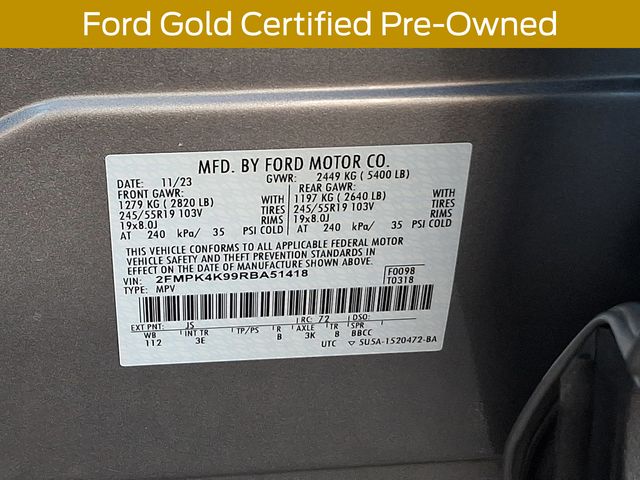 Ford Gold Certified Pre-Owned
MFD. BY FORD MOTOR CO.
DATE: 11/23 GVWR: 2449 KG ( 5400 LB)
FRONT GAWR: REAR GAWR:
1279 KG ( 2820 LB) WITH 1197 KG ( 2640 LB) WITH
245/55R19 103V TIRES 245/55R19 103V TIRES
19x8.0J RIMS 19x8.0J RIMS
AT 240 kPa/ 35 PSI COLD AT 240 kPa/ 35 PSI COLD
THIS VEHICLE CONFORMS TO ALL APPLICABLE FEDERAL MOTOR
VEHICLE SAFETY AND THEFT PREVENTION STANDARDS IN
EFFECT ON THE DATE OF MANUFACTURE SHOWN ABOVE.
VIN: 2FMPK4K99RBA51418 F0098
TYPE: MPV T0318
EXT PNT: JS RC: 72 DSO:
WB INT TR TP/PS R AXLE TR SPR
112 3E B 3K 8 BBCC
UTC 5U5A-1520472-BA